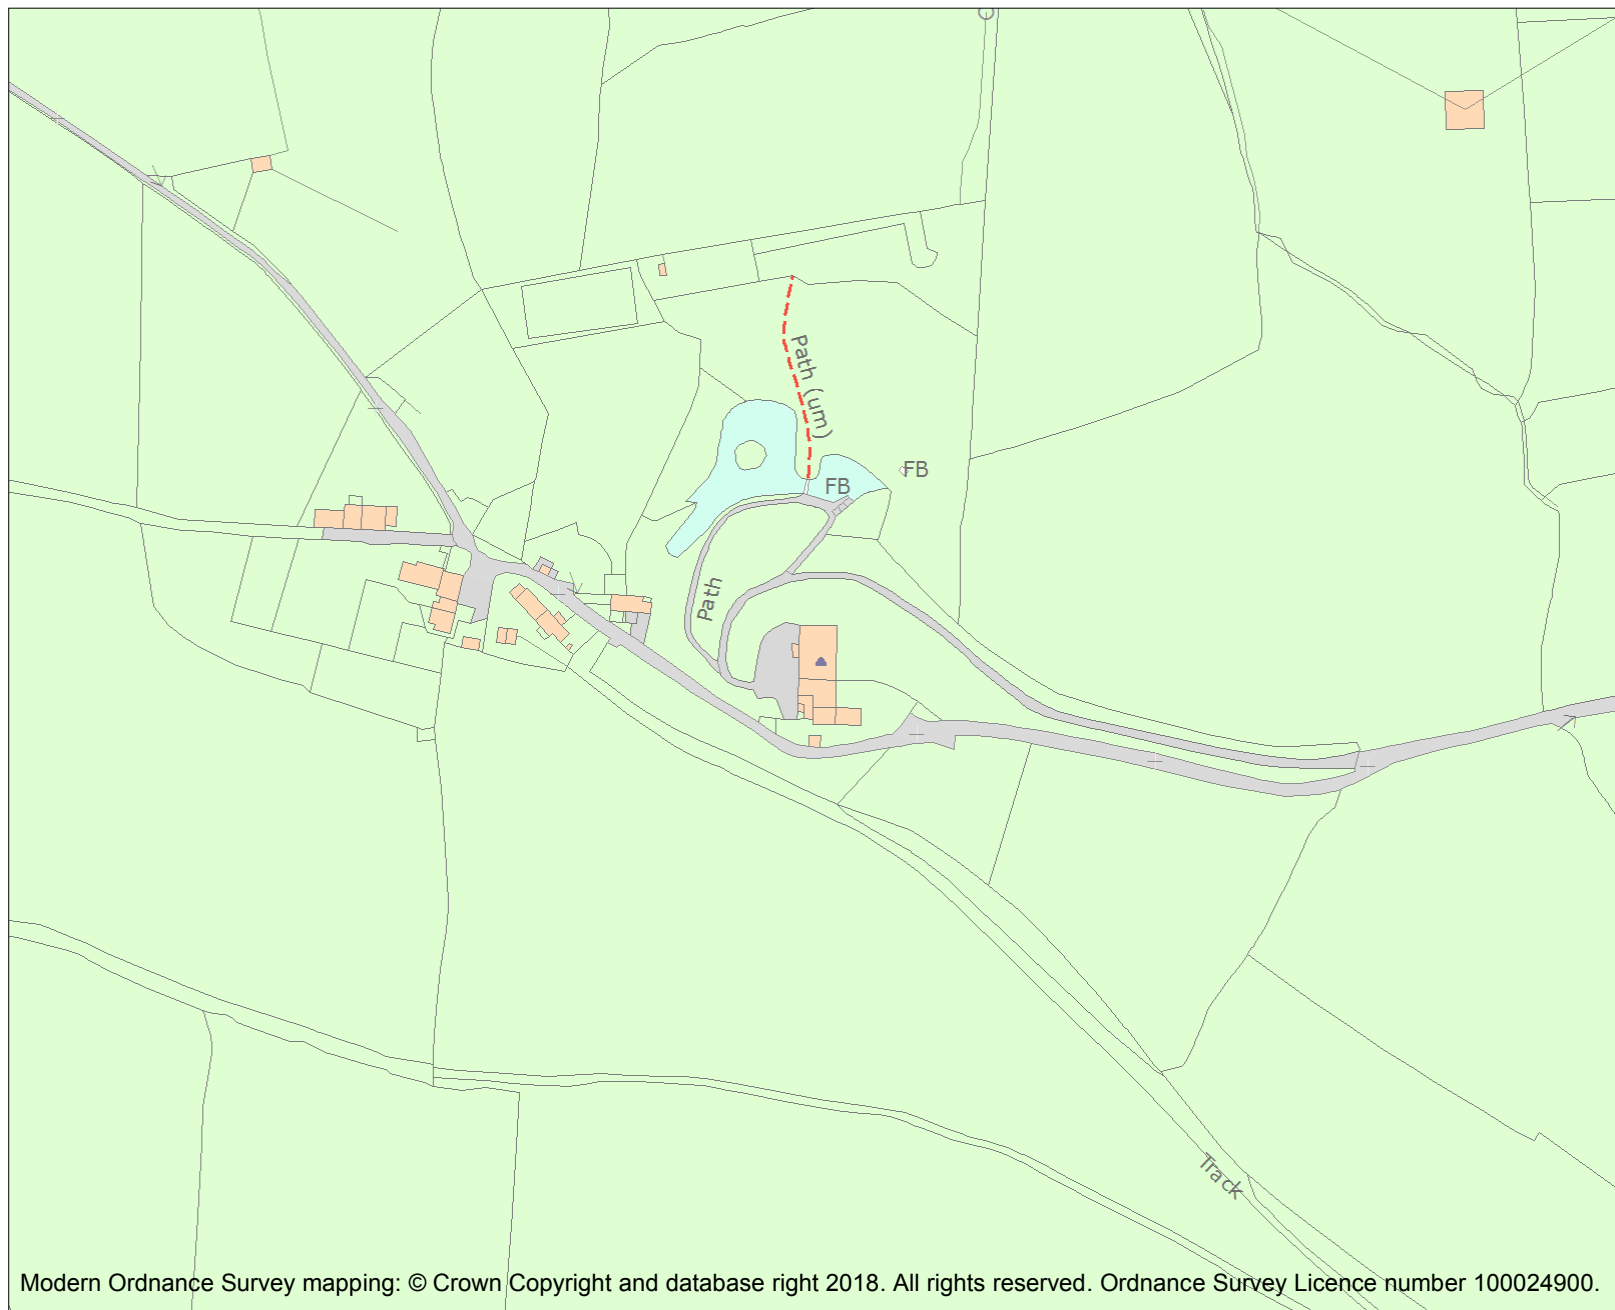 Path (um)
FB
FB
Path
Track
Modern Ordnance Survey mapping: © Crown Copyright and database right 2018. All rights reserved. Ordnance Survey Licence number 100024900.